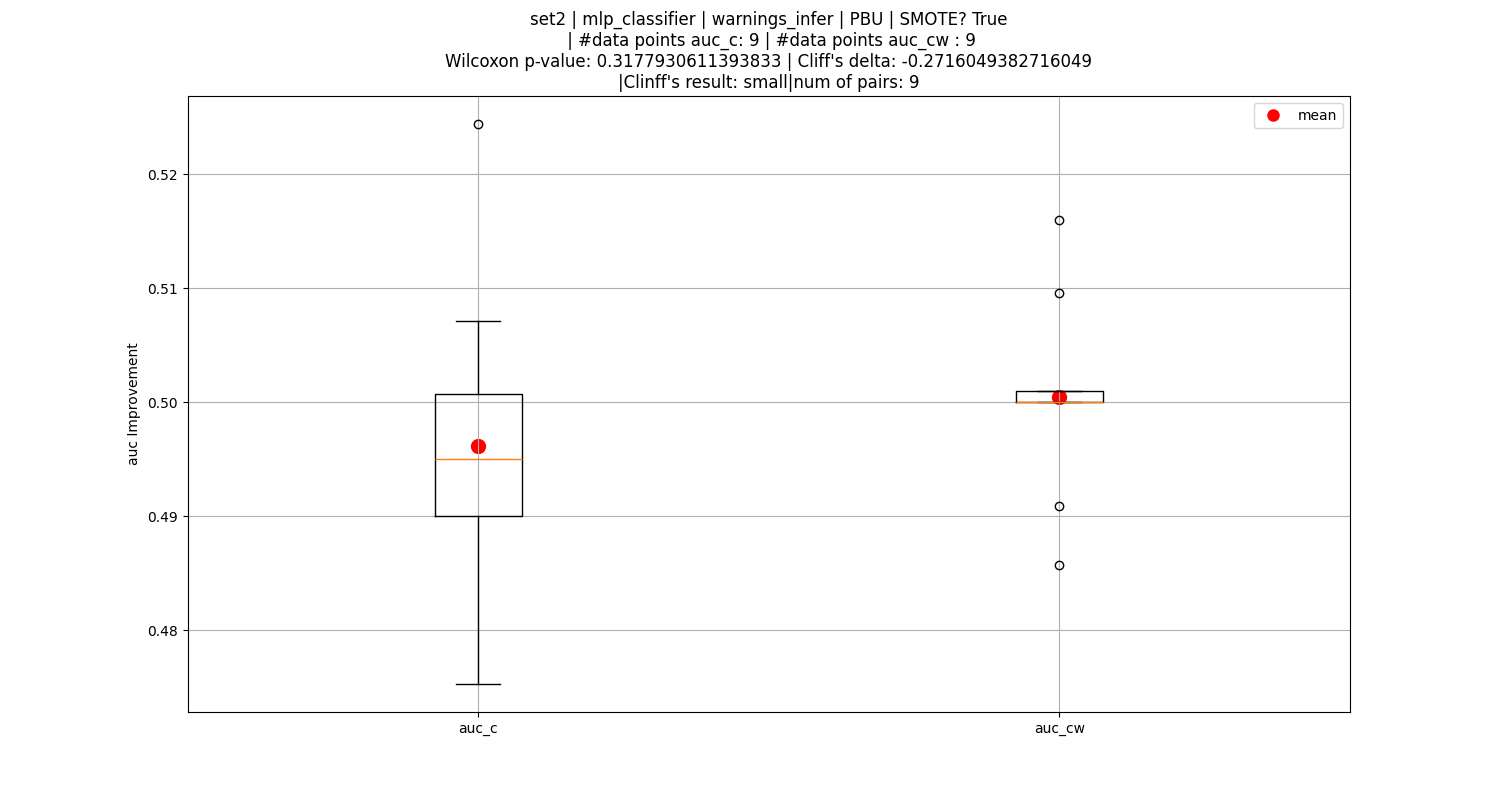 set2 | mlp_classifier | warnings_infer | PBU | SMOTE? True
| #data points auc_c: 9 | #data points auc_cw : 9
Wilcoxon p-value: 0.3177930611393833 | Cliff's delta: -0.2716049382716049
|Clinff's result: small|num of pairs: 9
mean
0.52
0.51
0.50
0.49
0.48
auc Improvement
auc_c
auc_cw